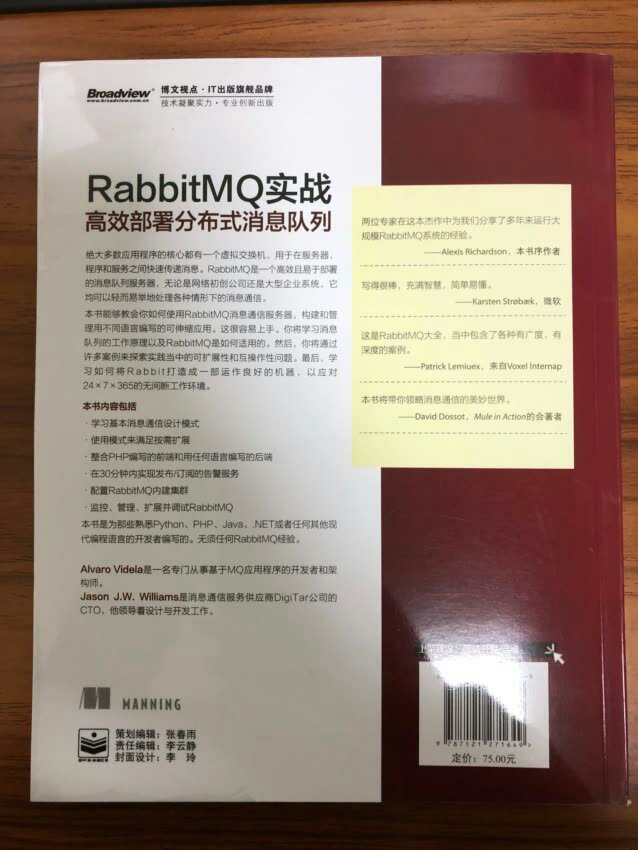 Broadview®
www.broadview.com.cn
博文视点·IT出版旗舰品牌
技术凝聚实力·专业创新出版
RabbitMQ实战
高效部署分布式消息队列
绝大多数应用程序的核心都有一个虚拟交换机，用于在服务器、
程序和服务之间快速传递消息。RabbitMQ是一个高效且易于部署
的消息队列服务器，无论是网络初创公司还是大型企业系统，它
均可以轻而易举地处理各种情形下的消息通信。
本书能够教会你如何使用RabbitMQ消息通信服务器，构建和管
理用不同语言编写的可伸缩应用。这很容易上手。你将学习消息
队列的工作原理以及RabbitMQ是如何适用的。然后，你将通过
许多案例来探索实践当中的可扩展性和互操作性问题。最后，学
习如何将Rabbit打造成一部运作良好的机器，以应对
24×7×365的无间断工作环境。
本书内容包括
·学习基本消息通信设计模式
·使用模式来满足按需扩展
·整合PHP编写的前端和用任何语言编写的后端
·在30分钟内实现发布/订阅的告警服务
·配置RabbitMQ内建集群
·监控、管理、扩展并调试RabbitMQ
本书是为那些熟悉Python、PHP、Java、.NET或者任何其他现
代编程语言的开发者编写的。无须任何RabbitMQ经验。
Alvaro Videla是一名专门从事基于MQ应用程序的开发者和架
构师。
Jason J.W. Williams是消息通信服务供应商DigiTar公司的
CTO，他领导着设计与开发工作。
MANNING
策划编辑：张春雨
责任编辑：李云静
封面设计：李 玲
两位专家在这本杰作中为我们分享了多年来运行大
规模RabbitMQ系统的经验。
——Alexis Richardson，本书序作者
写得很棒，充满智慧，简单易懂。
——Karsten Strøbæk，微软
这是RabbitMQ大全，当中包含了各种有广度，有
深度的案例。
——Patrick Lemiuex，来自Voxel Internap
本书将带你领略消息通信的美妙世界。
——David Dossot，Mule in Action的合著者
9 787121 271649 >
定价：75.00元